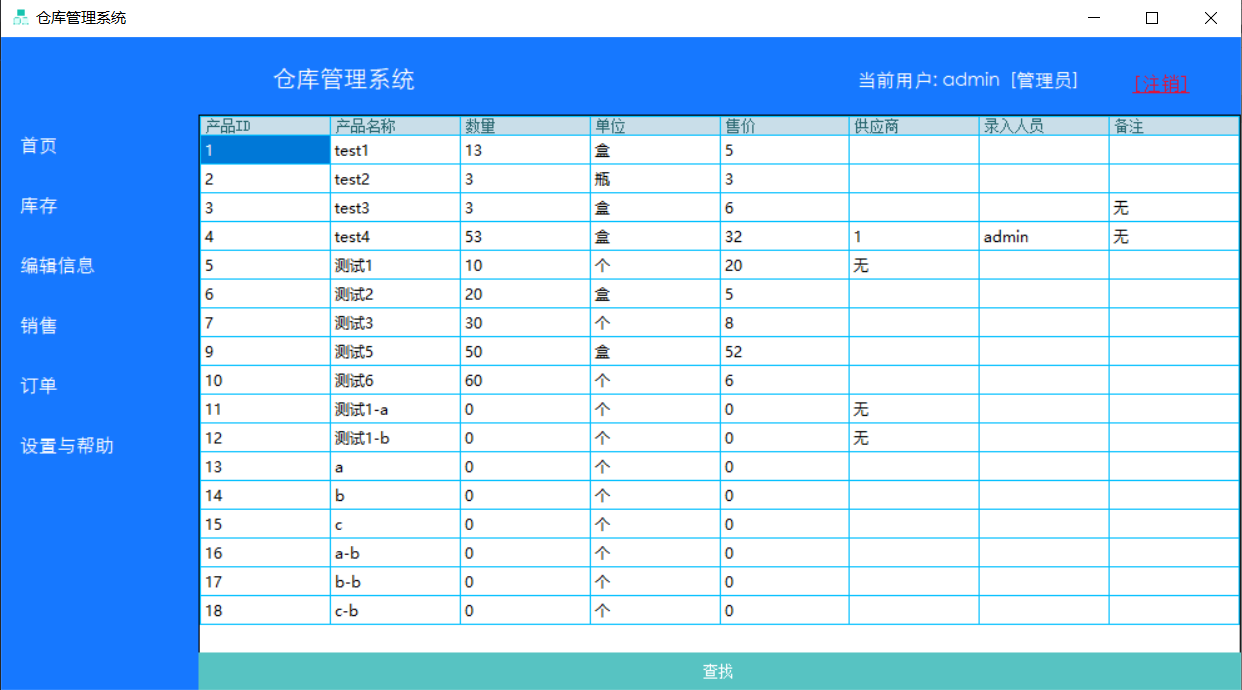 仓库管理系统
仓库管理系统 当前用户: admin [管理员] [注销]
首页
库存
编辑信息
销售
订单
设置与帮助
产品ID 产品名称 数量 单位 售价 供应商 录入人员 备注
1 test1 13 盒 5
2 test2 3 瓶 3
3 test3 3 盒 6 无
4 test4 53 盒 32 1 admin 无
5 测试1 10 个 20 无
6 测试2 20 盒 5
7 测试3 30 个 8
9 测试5 50 盒 52
10 测试6 60 个 6
11 测试1-a 0 个 0 无
12 测试1-b 0 个 0 无
13 a 0 个 0
14 b 0 个 0
15 c 0 个 0
16 a-b 0 个 0
17 b-b 0 个 0
18 c-b 0 个 0
查找